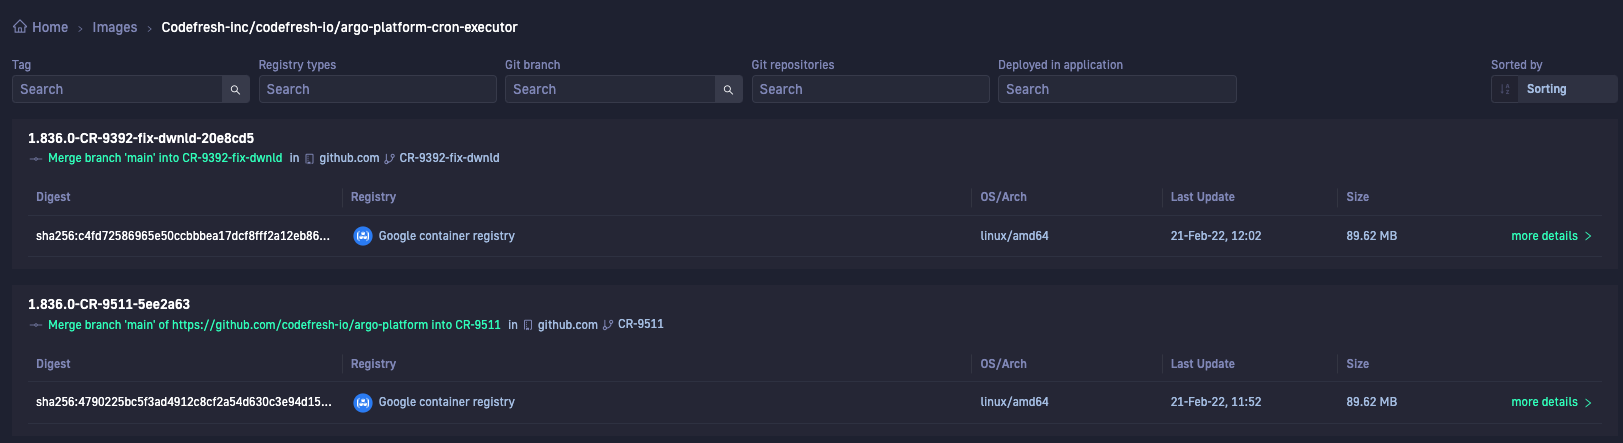 Home > Images > Codefresh-inc/codefresh-io/argo-platform-cron-executor
Tag Registry types Git branch Git repositories Deployed in application Sorted by
Search Search Search Search Search Sorting
1.836.0-CR-9392-fix-dwnld-20e8cd5
Merge branch 'main' into CR-9392-fix-dwnld in github.com CR-9392-fix-dwnld
Digest Registry OS/Arch Last Update Size
sha256:c4fd72586965e50ccbbbea17dcf8fff2a12eb86... Google container registry linux/amd64 21-Feb-22, 12:02 89.62 MB more details >
1.836.0-CR-9511-5ee2a63
Merge branch 'main' of https://github.com/codefresh-io/argo-platform into CR-9511 in github.com CR-9511
Digest Registry OS/Arch Last Update Size
sha256:4790225bc5f3ad4912c8cf2a54d630c3e94d15... Google container registry linux/amd64 21-Feb-22, 11:52 89.62 MB more details >